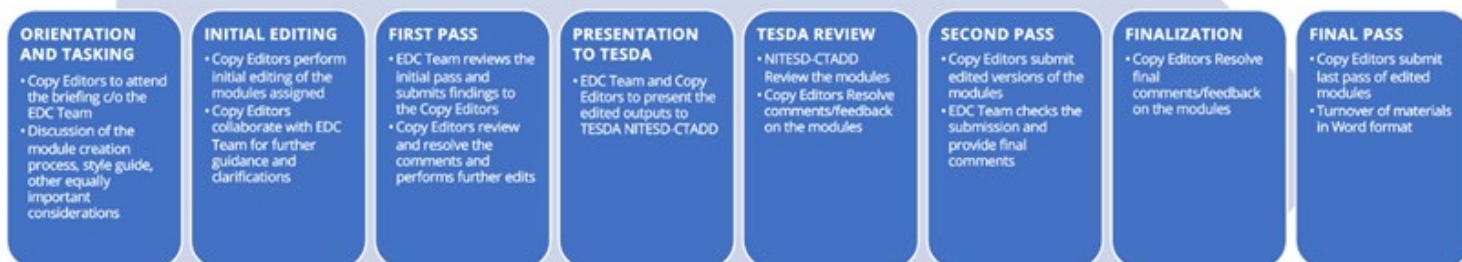 ORIENTATION
AND TASKING
• Copy Editors to attend
the briefing c/o the
EDC Team
• Discussion of the
module creation
process, style guide,
other equally
important
considerations
INITIAL EDITING
• Copy Editors perform
initial editing of the
modules assigned
• Copy Editors
collaborate with EDC
Team for further
guidance and
clarifications
FIRST PASS
• EDC Team reviews the
initial pass and
submits findings to
the Copy Editors
• Copy Editors review
and resolve the
comments and
performs further edits
PRESENTATION
TO TESDA
• EDC Team and Copy
Editors to present the
edited outputs to
TESDA NITESD-CTADD
TESDA REVIEW
• NITESD-CTADD
Review the modules
• Copy Editors Resolve
comments/feedback
on the modules
SECOND PASS
• Copy Editors submit
edited versions of the
modules
• EDC Team checks the
submission and
provide final
comments
FINALIZATION
• Copy Editors Resolve
final
comments/feedback
on the modules
FINAL PASS
• Copy Editors submit
last pass of edited
modules
• Turnover of materials
in Word format